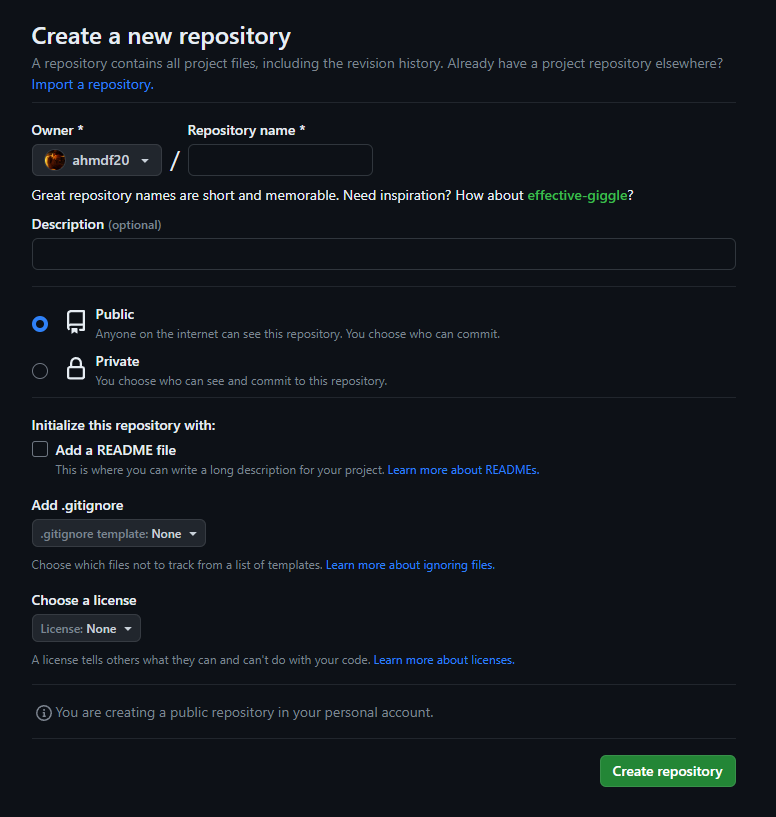 Create a new repository
A repository contains all project files, including the revision history. Already have a project repository elsewhere?
Import a repository.
Owner * Repository name *
ahmdf20 /
Great repository names are short and memorable. Need inspiration? How about effective-giggle?
Description (optional)
Public
Anyone on the internet can see this repository. You choose who can commit.
Private
You choose who can see and commit to this repository.
Initialize this repository with:
Add a README file
This is where you can write a long description for your project. Learn more about READMEs.
Add .gitignore
.gitignore template: None
Choose which files not to track from a list of templates. Learn more about ignoring files.
Choose a license
License: None
A license tells others what they can and can't do with your code. Learn more about licenses.
You are creating a public repository in your personal account.
Create repository